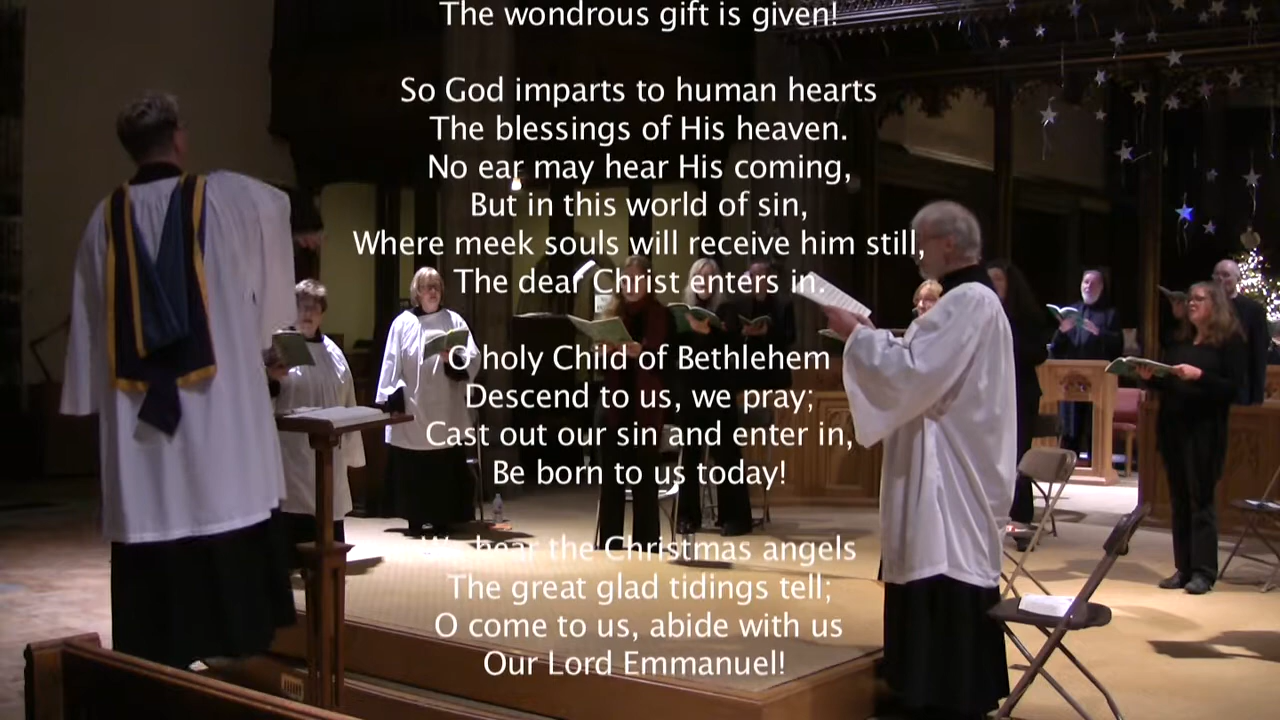 The wondrous gift is given!
So God imparts to human hearts
The blessings of His heaven.
No ear may hear His coming,
But in this world of sin,
Where meek souls will receive him still,
The dear Christ enters in.
O holy Child of Bethlehem
Descend to us, we pray;
Cast out our sin and enter in,
Be born to us today!
We hear the Christmas angels
The great glad tidings tell;
O come to us, abide with us
Our Lord Emmanuel!